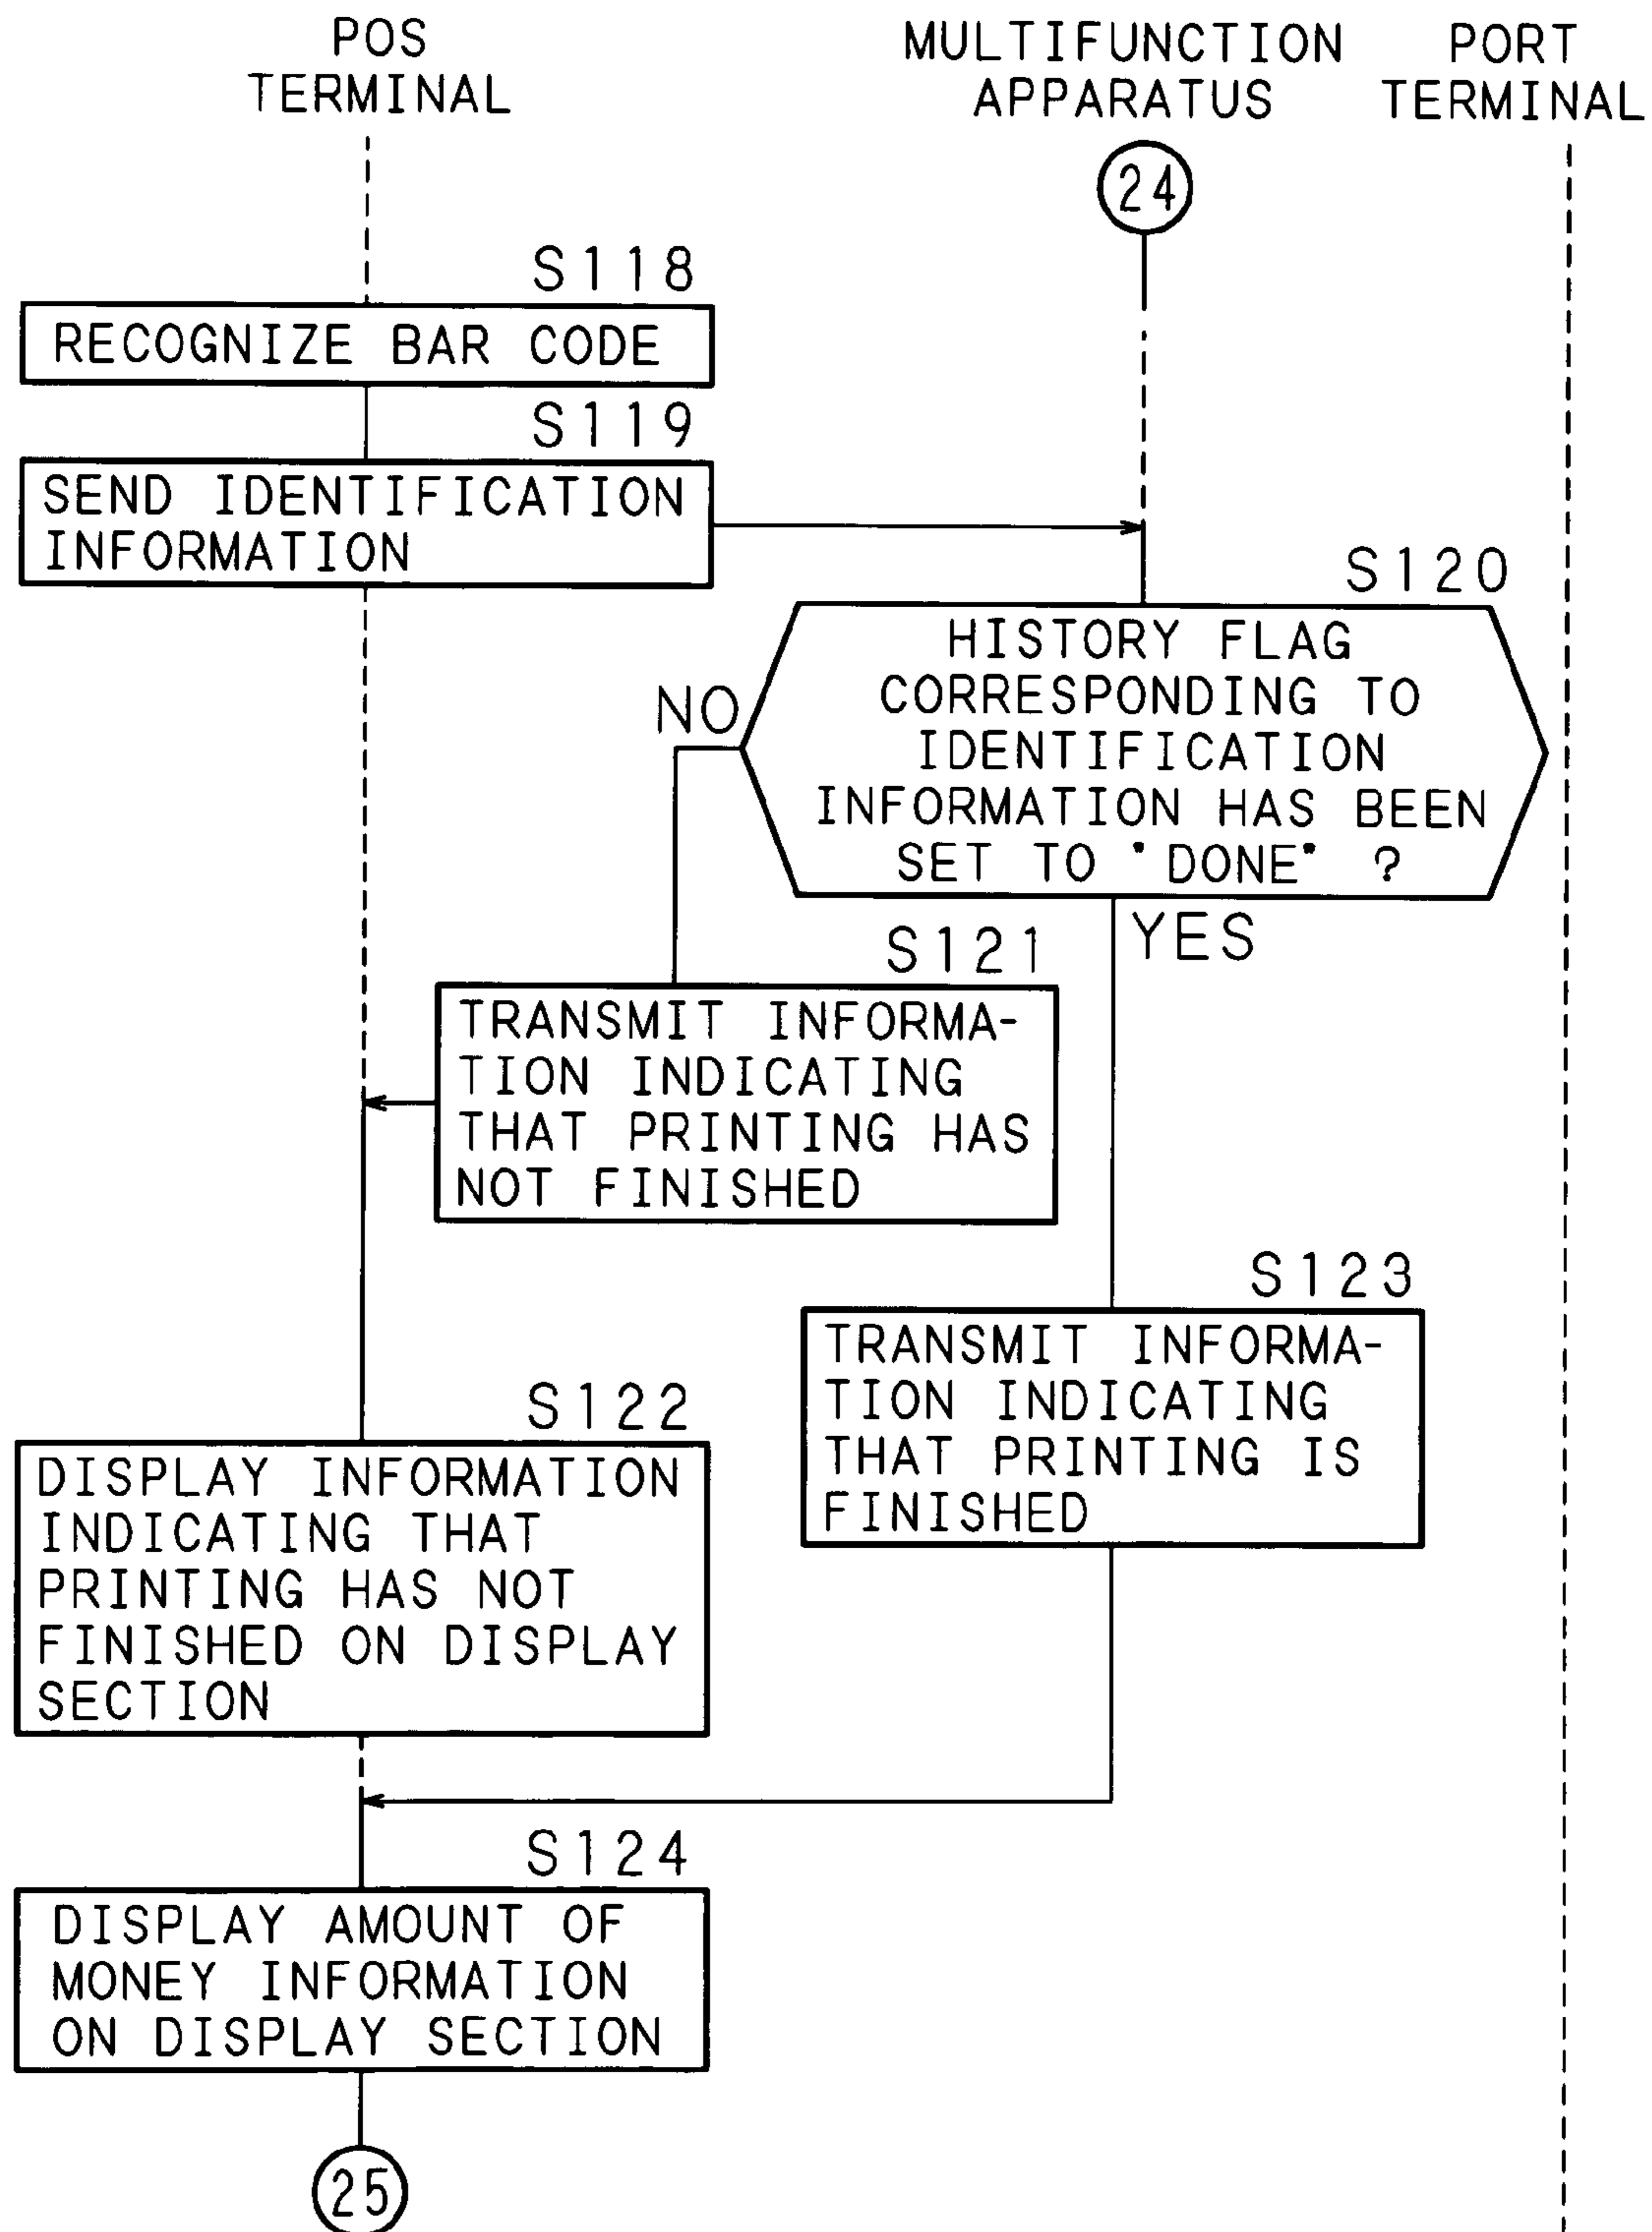 POS
TERMINAL
MULTIFUNCTION
APPARATUS
PORT
TERMINAL
24
S118
RECOGNIZE BAR CODE
S119
SEND IDENTIFICATION
INFORMATION
S120
HISTORY FLAG
CORRESPONDING TO
IDENTIFICATION
INFORMATION HAS BEEN
SET TO "DONE" ?
NO
YES
S121
TRANSMIT INFORMA-
TION INDICATING
THAT PRINTING HAS
NOT FINISHED
S123
TRANSMIT INFORMA-
TION INDICATING
THAT PRINTING IS
FINISHED
S122
DISPLAY INFORMATION
INDICATING THAT
PRINTING HAS NOT
FINISHED ON DISPLAY
SECTION
S124
DISPLAY AMOUNT OF
MONEY INFORMATION
ON DISPLAY SECTION
25